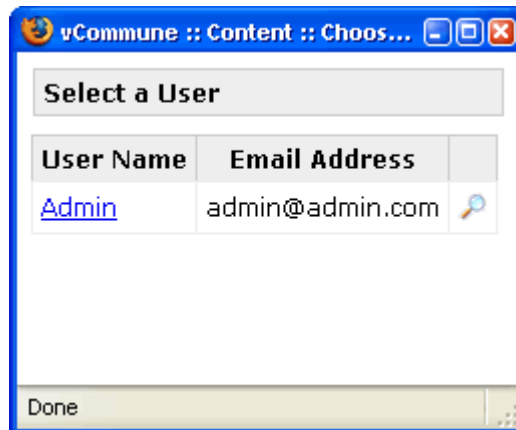 vCommune :: Content :: Choos...
Select a User
User Name Email Address
Admin admin@admin.com
Done